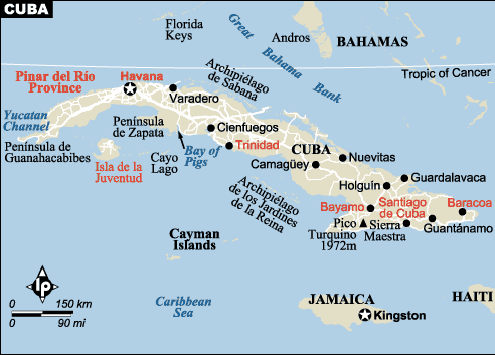 CUBA
Florida
Keys
Great
Bahama
Bank
Andros
BAHAMAS
Tropic of Cancer
Pinar del Río
Province
Havana
Varadero
Archipiélago
de Sabana
Yucatan
Channel
Península
de Zapata
Cienfuegos
Península de
Guanahacabibes
Isla de la
Juventud
Cayo
Lago
Bay of
Pigs
Trinidad
CUBA
Camagüey
Nuevitas
Guardalavaca
Holguín
Archipiélago
de los Jardines
de la Reina
Bayamo
Santiago
de Cuba
Baracoa
Guantánamo
Pico
Turquino
1972m
Sierra
Maestra
Cayman
Islands
Caribbean
Sea
JAMAICA
Kingston
HAITI
lp
0 150 km
0 90 mi